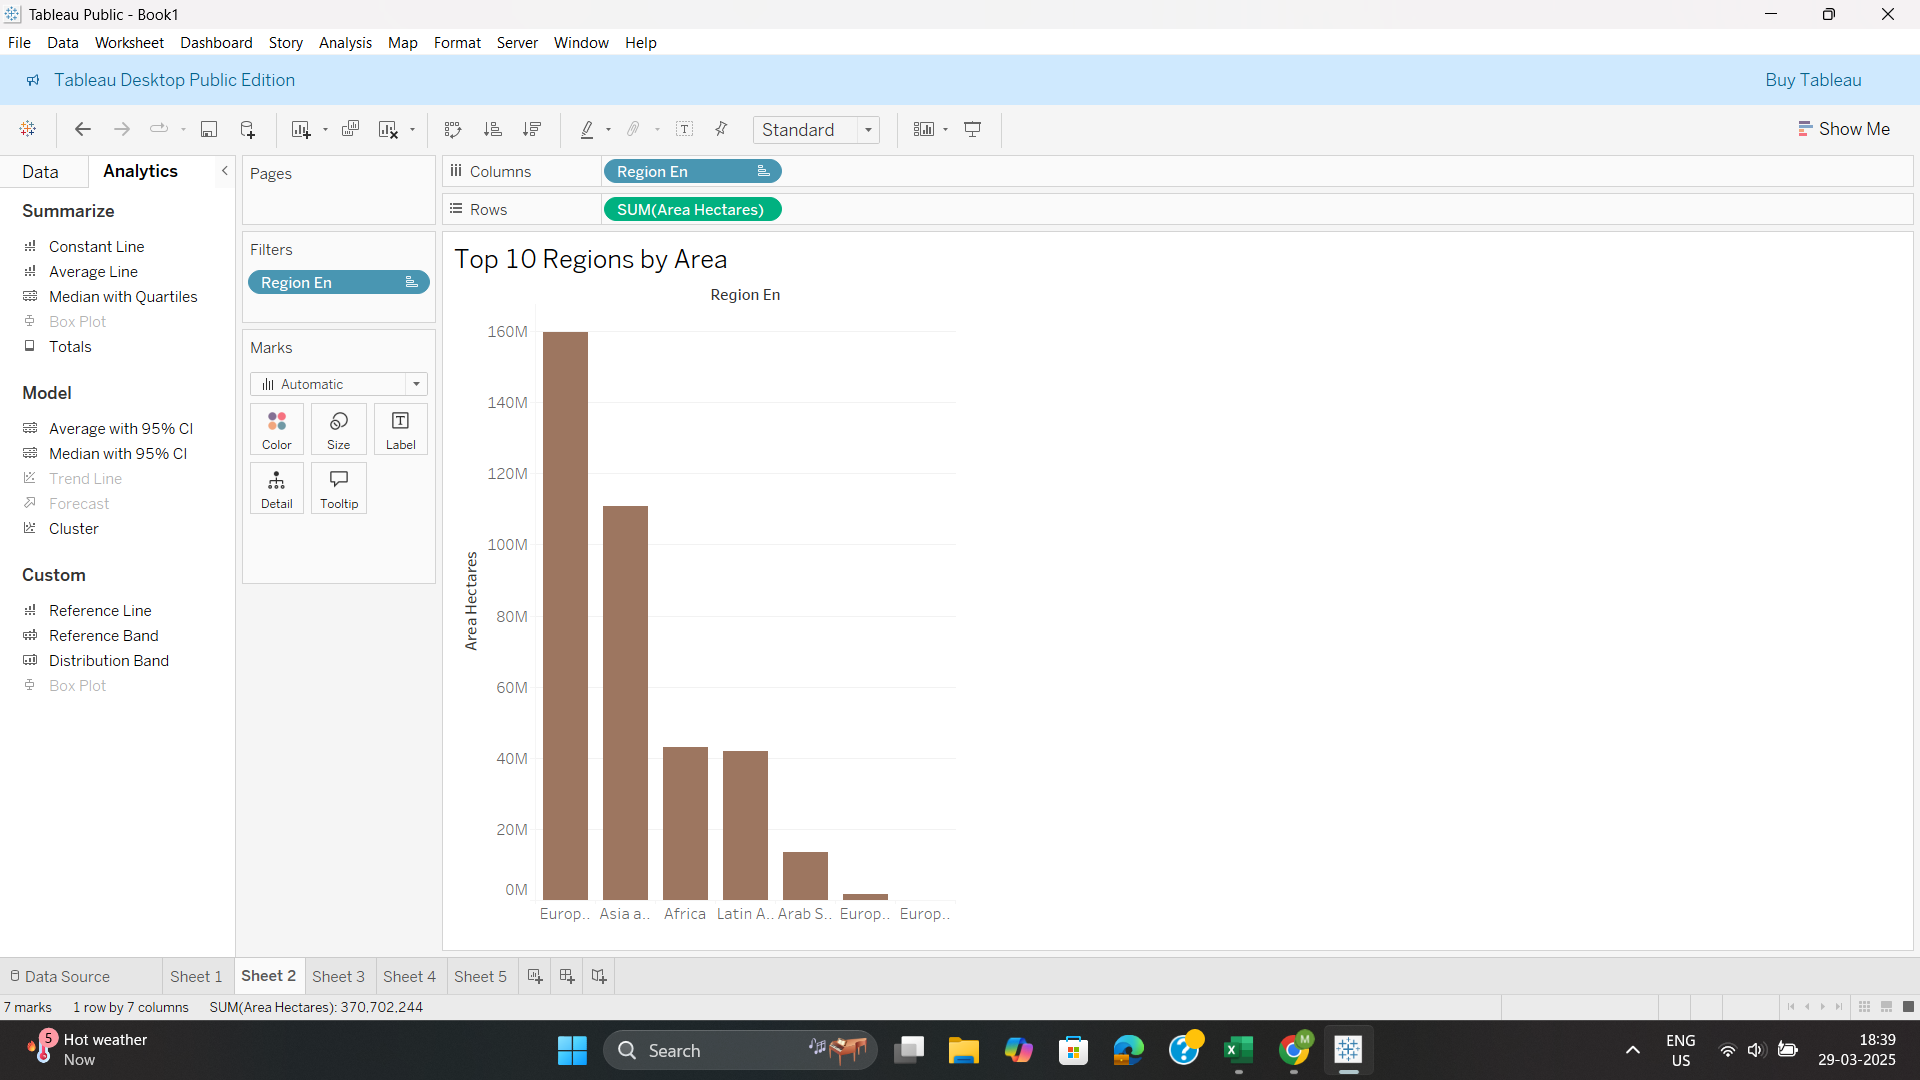 Tableau Public - Book1
File Data Worksheet Dashboard Story Analysis Map Format Server Window Help
Tableau Desktop Public Edition
Buy Tableau
Standard
Show Me
Data
Analytics
Summarize
Constant Line
Average Line
Median with Quartiles
Box Plot
Totals
Model
Average with 95% CI
Median with 95% CI
Trend Line
Forecast
Cluster
Custom
Reference Line
Reference Band
Distribution Band
Box Plot
Pages
Filters
Region En
Marks
Automatic
Color
Size
Label
Detail
Tooltip
Columns
Region En
Rows
SUM(Area Hectares)
Top 10 Regions by Area
Region En
Area Hectares
160M
140M
120M
100M
80M
60M
40M
20M
0M
Europ.. Asia a.. Africa Latin A.. Arab S.. Europ.. Europ..
Data Source
Sheet 1
Sheet 2
Sheet 3
Sheet 4
Sheet 5
7 marks
1 row by 7 columns
SUM(Area Hectares): 370,702,244
5
Hot weather
Now
Search
M
ENG
US
18:39
29-03-2025